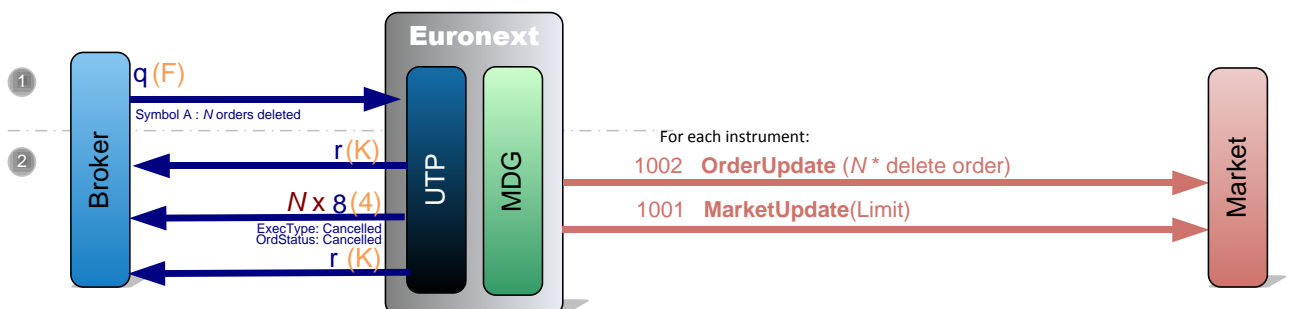 Euronext
1
q (F)
Symbol A : N orders deleted
For each instrument:
2
r (K)
1002 OrderUpdate (N * delete order)
N x 8 (4)
1001 MarketUpdate(Limit)
ExecType: Cancelled
OrdStatus: Cancelled
r (K)
Broker
UTP
MDG
Market